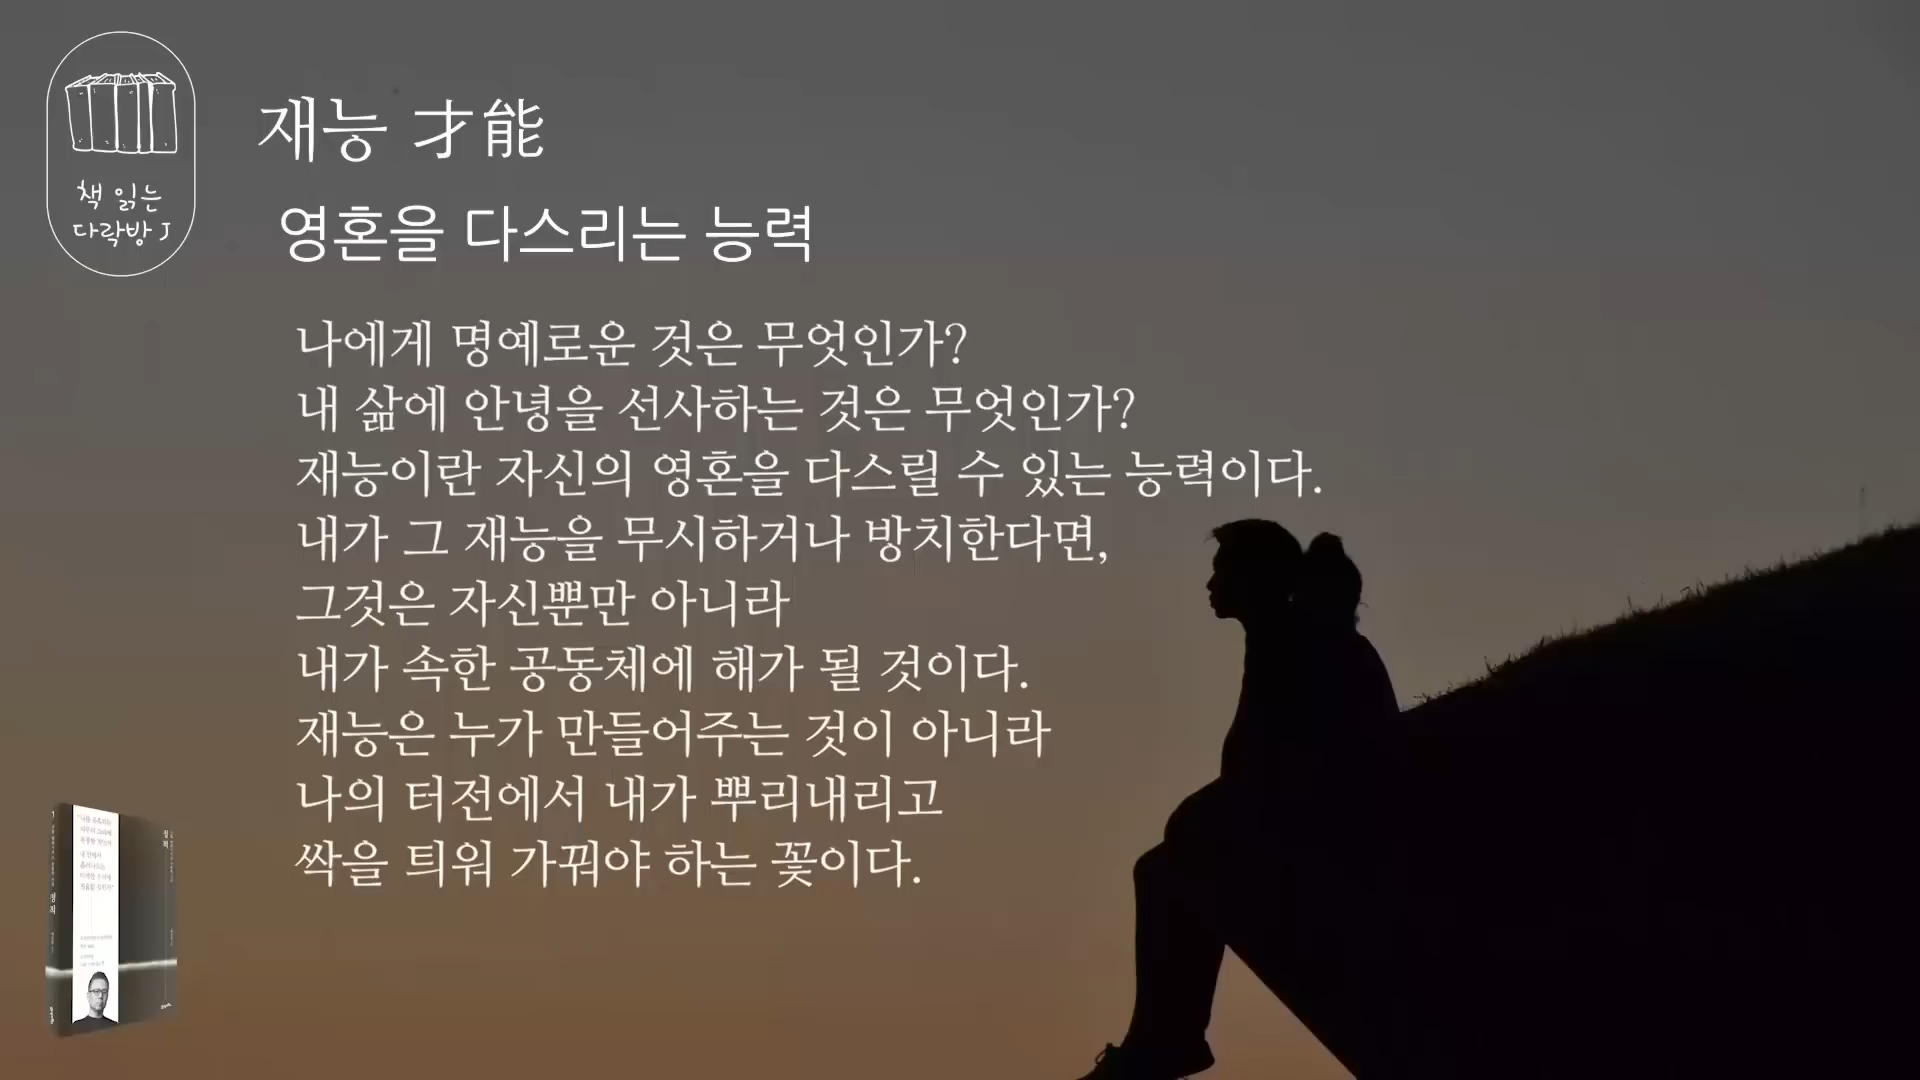 책 읽는
다락방 J
재능 才能
영혼을 다스리는 능력
나에게 명예로운 것은 무엇인가?
내 삶에 안녕을 선사하는 것은 무엇인가?
재능이란 자신의 영혼을 다스릴 수 있는 능력이다.
내가 그 재능을 무시하거나 방치한다면,
그것은 자신뿐만 아니라
내가 속한 공동체에 해가 될 것이다.
재능은 누가 만들어주는 것이 아니라
나의 터전에서 내가 뿌리내리고
싹을 틔워 가꿔야 하는 꽃이다.
정적